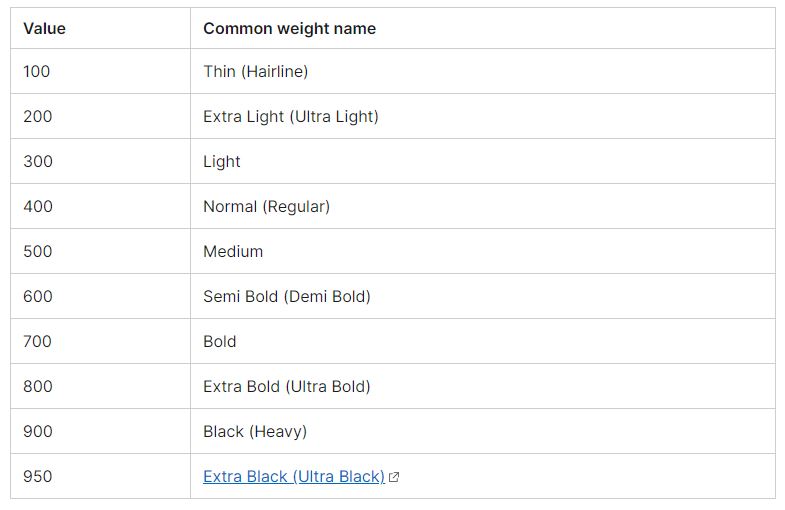 Value Common weight name
100 Thin (Hairline)
200 Extra Light (Ultra Light)
300 Light
400 Normal (Regular)
500 Medium
600 Semi Bold (Demi Bold)
700 Bold
800 Extra Bold (Ultra Bold)
900 Black (Heavy)
950 Extra Black (Ultra Black)